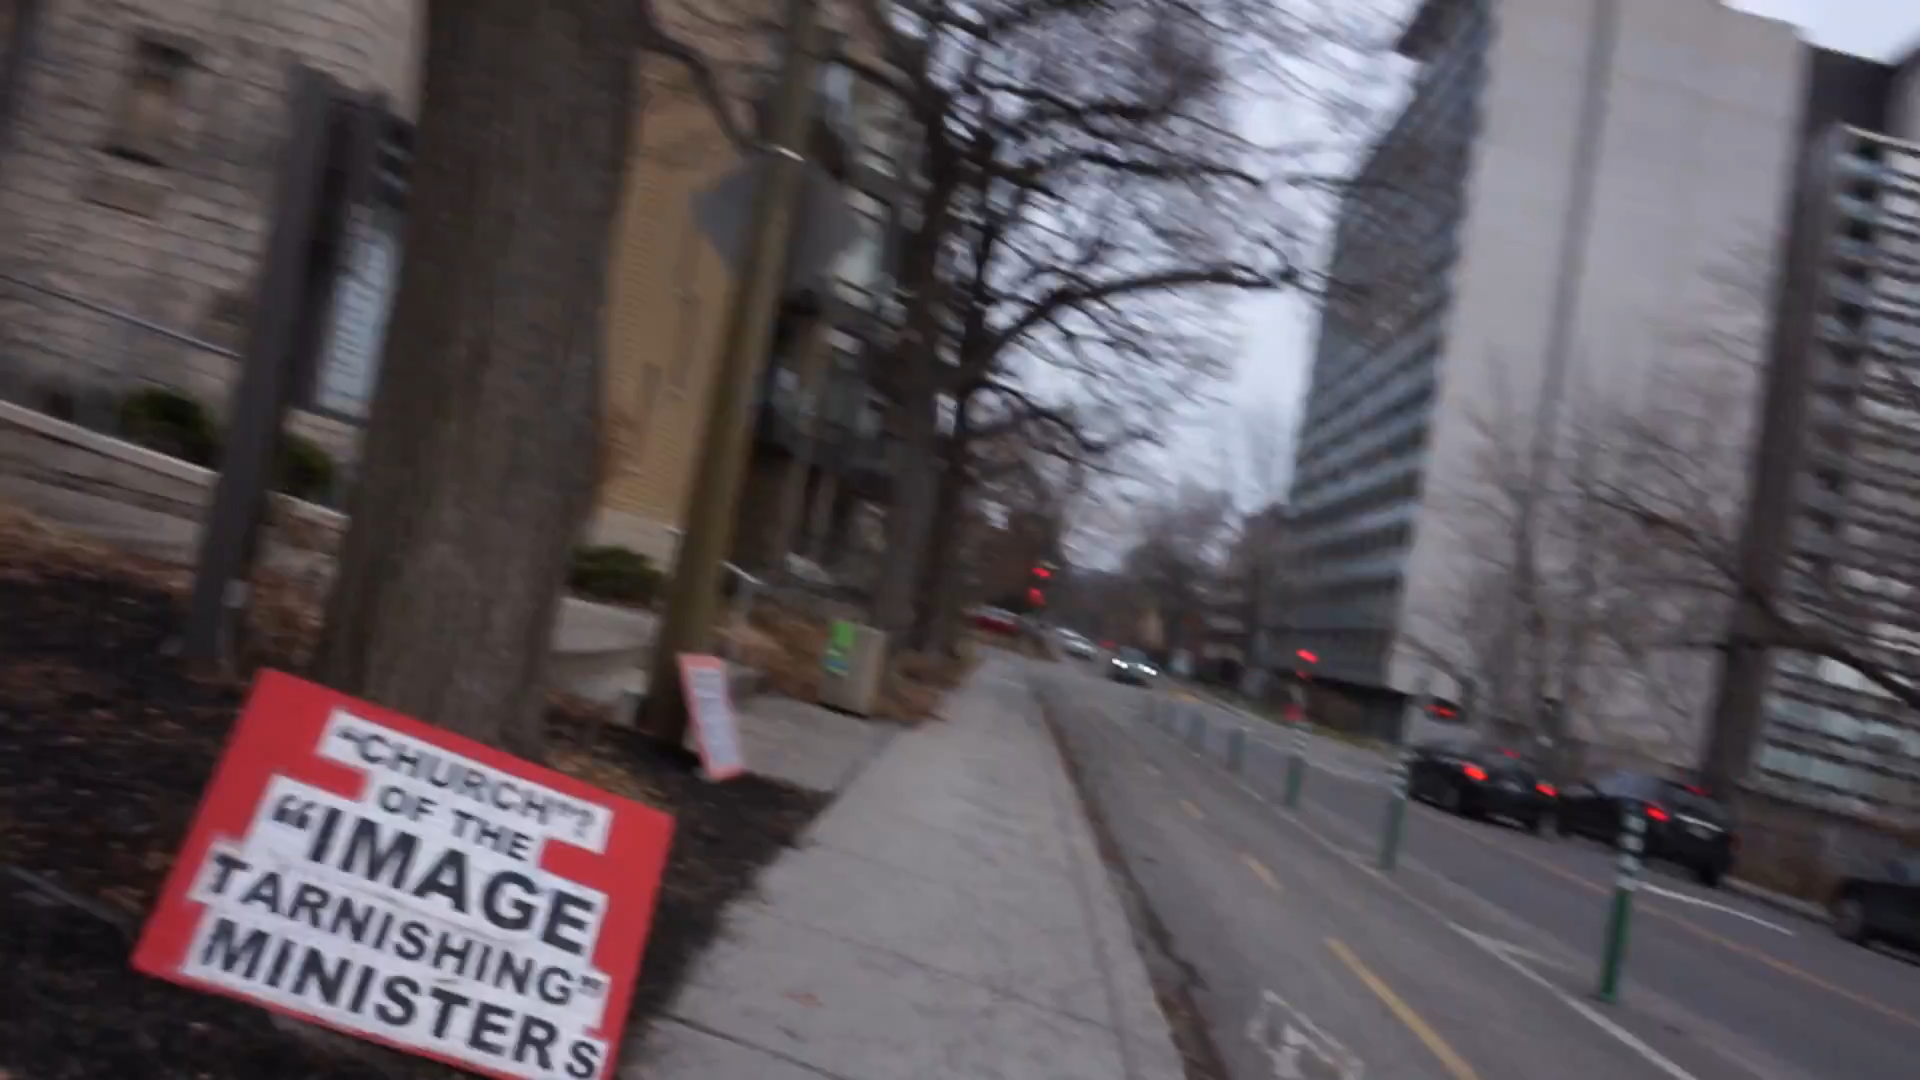 "CHURCH"?
OF THE
"IMAGE
TARNISHING"
MINISTERS